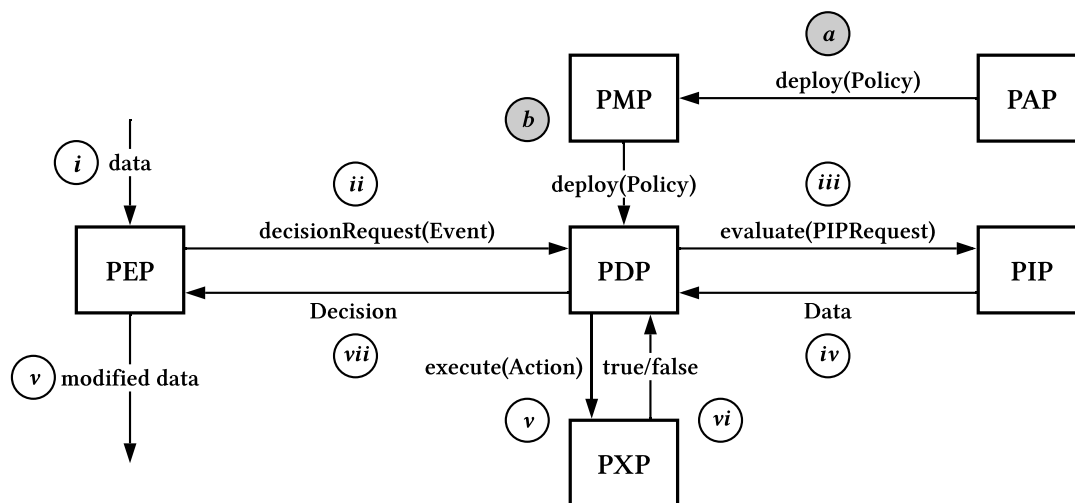 a
deploy(Policy)
PMP
PAP
b
i
data
ii
deploy(Policy)
iii
decisionRequest(Event)
evaluate(PIPRequest)
PEP
PDP
PIP
Decision
Data
vii
iv
v
modified data
execute(Action)
true/false
v
vi
PXP